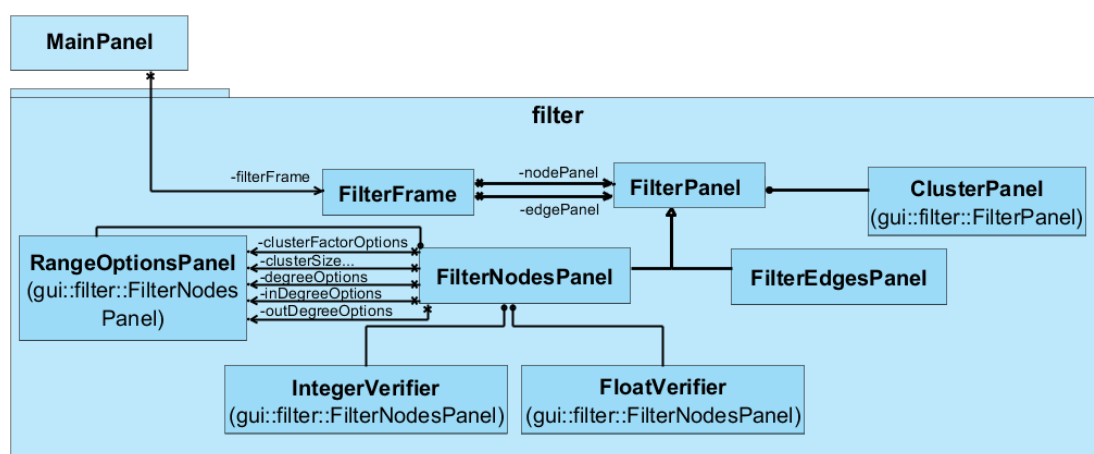 MainPanel
filter
-filterFrame
FilterFrame
-nodePanel
-edgePanel
FilterPanel
ClusterPanel
(gui::filter::FilterPanel)
RangeOptionsPanel
(gui::filter::FilterNodes
Panel)
-clusterFactorOptions
-clusterSize...
-degreeOptions
-inDegreeOptions
-outDegreeOptions
FilterNodesPanel
FilterEdgesPanel
IntegerVerifier
(gui::filter::FilterNodesPanel)
FloatVerifier
(gui::filter::FilterNodesPanel)